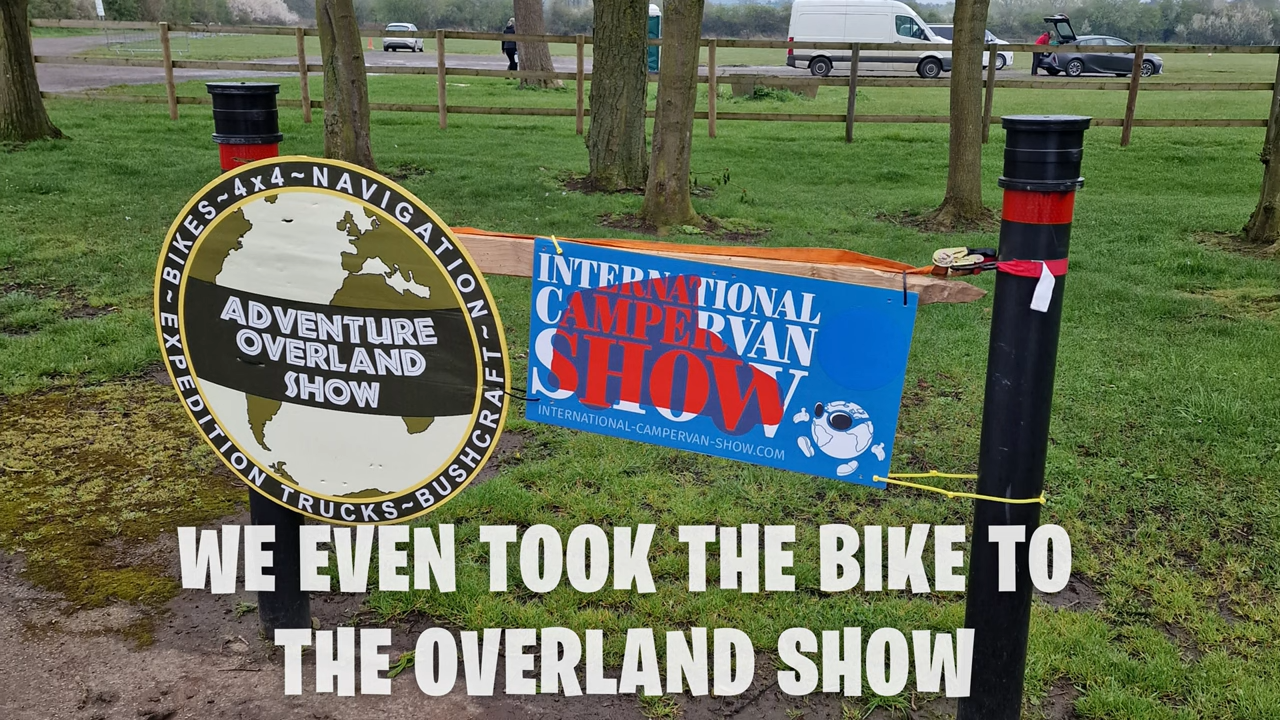 ~BIKES~4x4~NAVIGATION~
ADVENTURE
OVERLAND
SHOW
EXPEDITION TRUCKS~BUSHCRAFT~
INTERNATIONAL
CAMPERVAN
SHOW
INTERNATIONAL-CAMPERVAN-SHOW.COM
WE EVEN TOOK THE BIKE TO
THE OVERLAND SHOW